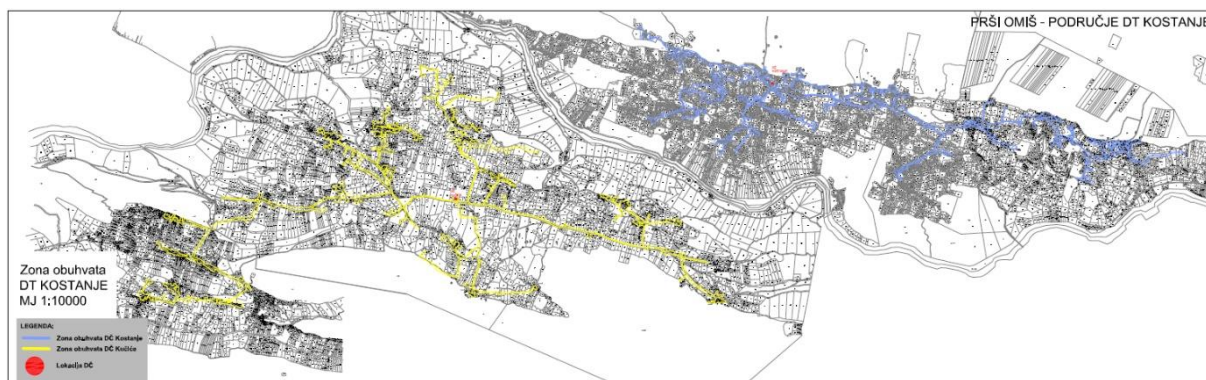 PRŠI OMIŠ - PODRUČJE DT KOSTANJE
Zona obuhvata
DT KOSTANJE
MJ 1:10000
LEGENDA:
Zona obuhvata DČ Kostanje
Zona obuhvata DČ Kučiće
Lokacija DČ